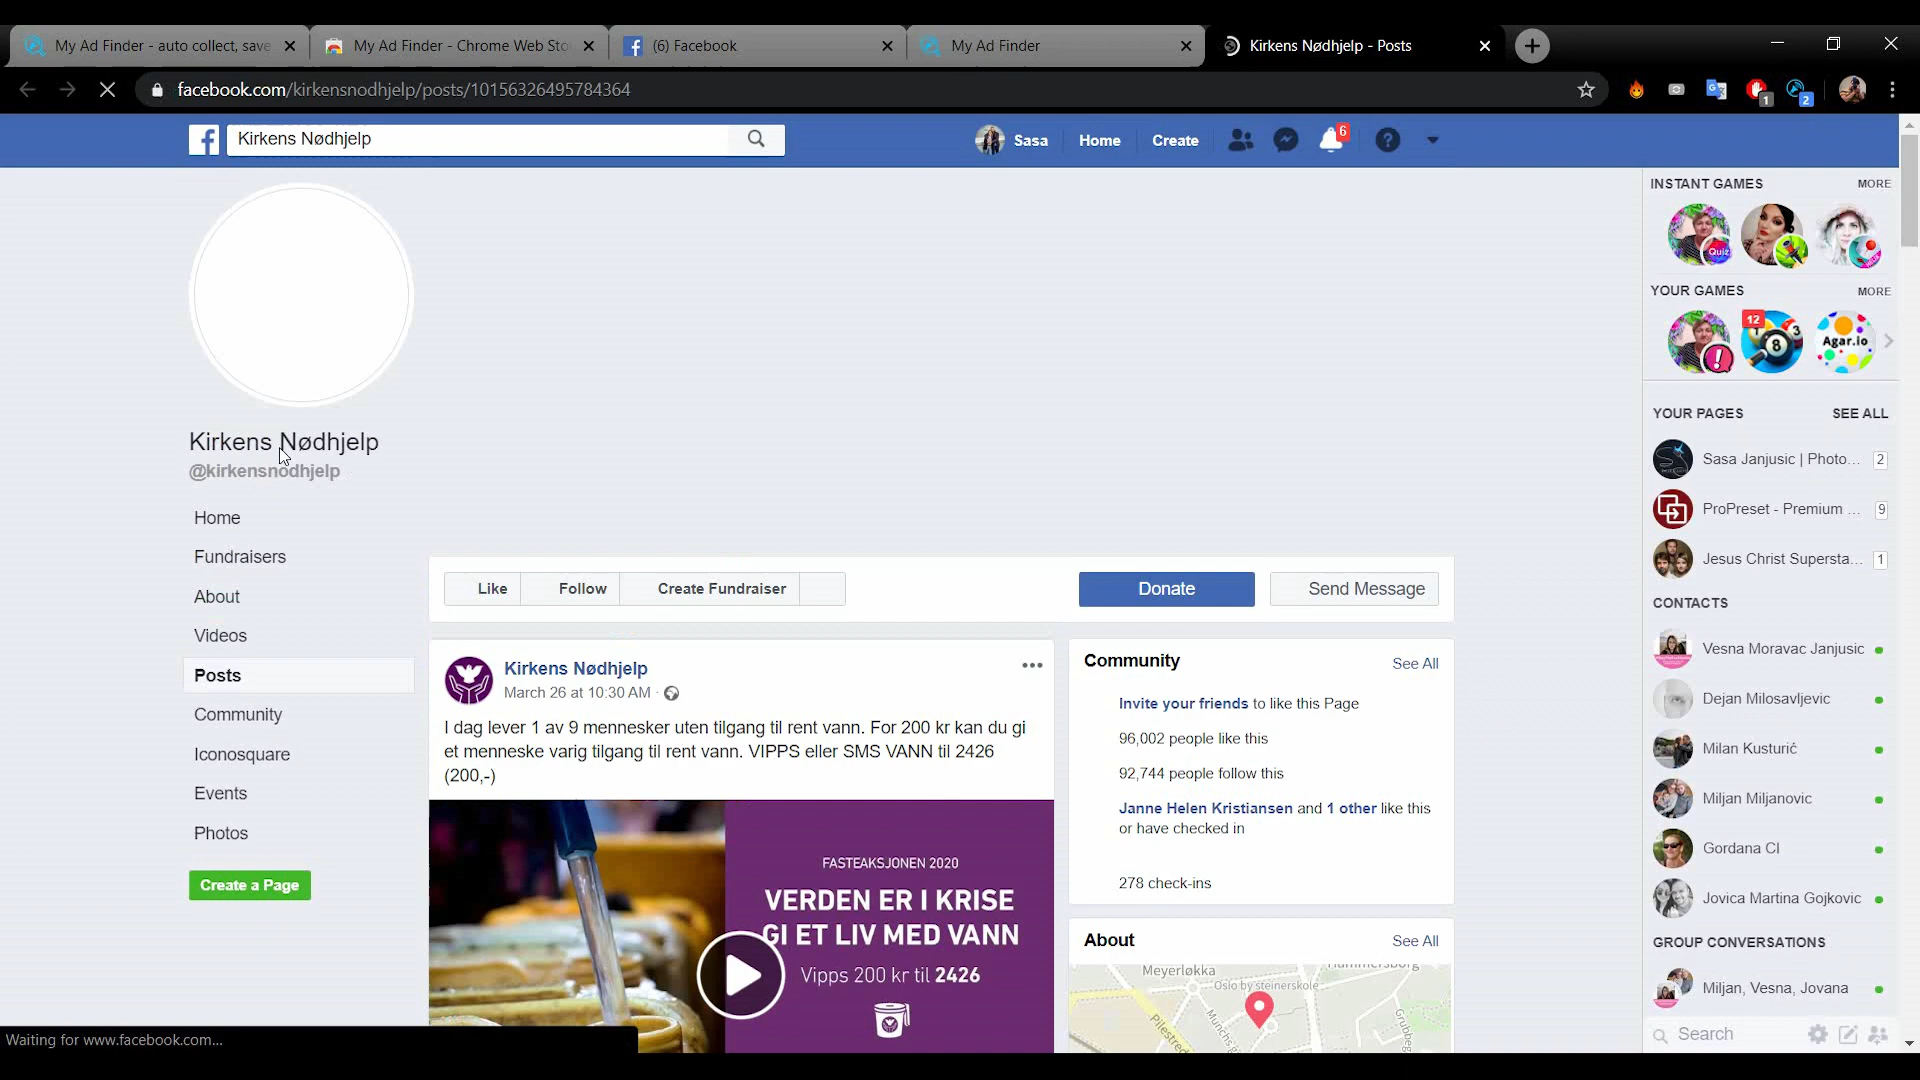 My Ad Finder - auto collect, save
My Ad Finder - Chrome Web Sto
(6) Facebook
My Ad Finder
Kirkens Nødhjelp - Posts
facebook.com/kirkensnodhjelp/posts/10156326495784364
1
2
Kirkens Nødhjelp
Sasa
Home
Create
6
Kirkens Nødhjelp
@kirkensnodhjelp
Home
Fundraisers
About
Videos
Posts
Community
Iconosquare
Events
Photos
Create a Page
Like
Follow
Create Fundraiser
Donate
Send Message
Kirkens Nødhjelp
March 26 at 10:30 AM ·
I dag lever 1 av 9 mennesker uten tilgang til rent vann. For 200 kr kan du gi
et menneske varig tilgang til rent vann. VIPPS eller SMS VANN til 2426
(200,-)
FASTEAKSJONEN 2020
VERDEN ER I KRISE
GI ET LIV MED VANN
Vipps 200 kr til 2426
Community
See All
Invite your friends to like this Page
96,002 people like this
92,744 people follow this
Janne Helen Kristiansen and 1 other like this
or have checked in
278 check-ins
About
See All
Meyerløkka
Oslo by steinerskole
Pilestred
Munchs g
Grubbeg
INSTANT GAMES
MORE
Quiz
YOUR GAMES
MORE
12
8
3
Agar.io
YOUR PAGES
SEE ALL
Sasa Janjusic | Photo...
2
ProPreset - Premium ...
9
Jesus Christ Supersta...
1
CONTACTS
Vesna Moravac Janjusic
Dejan Milosavljevic
Milan Kusturić
Miljan Miljanovic
Gordana Cl
Jovica Martina Gojkovic
GROUP CONVERSATIONS
Miljan, Vesna, Jovana
Search
Waiting for www.facebook.com...